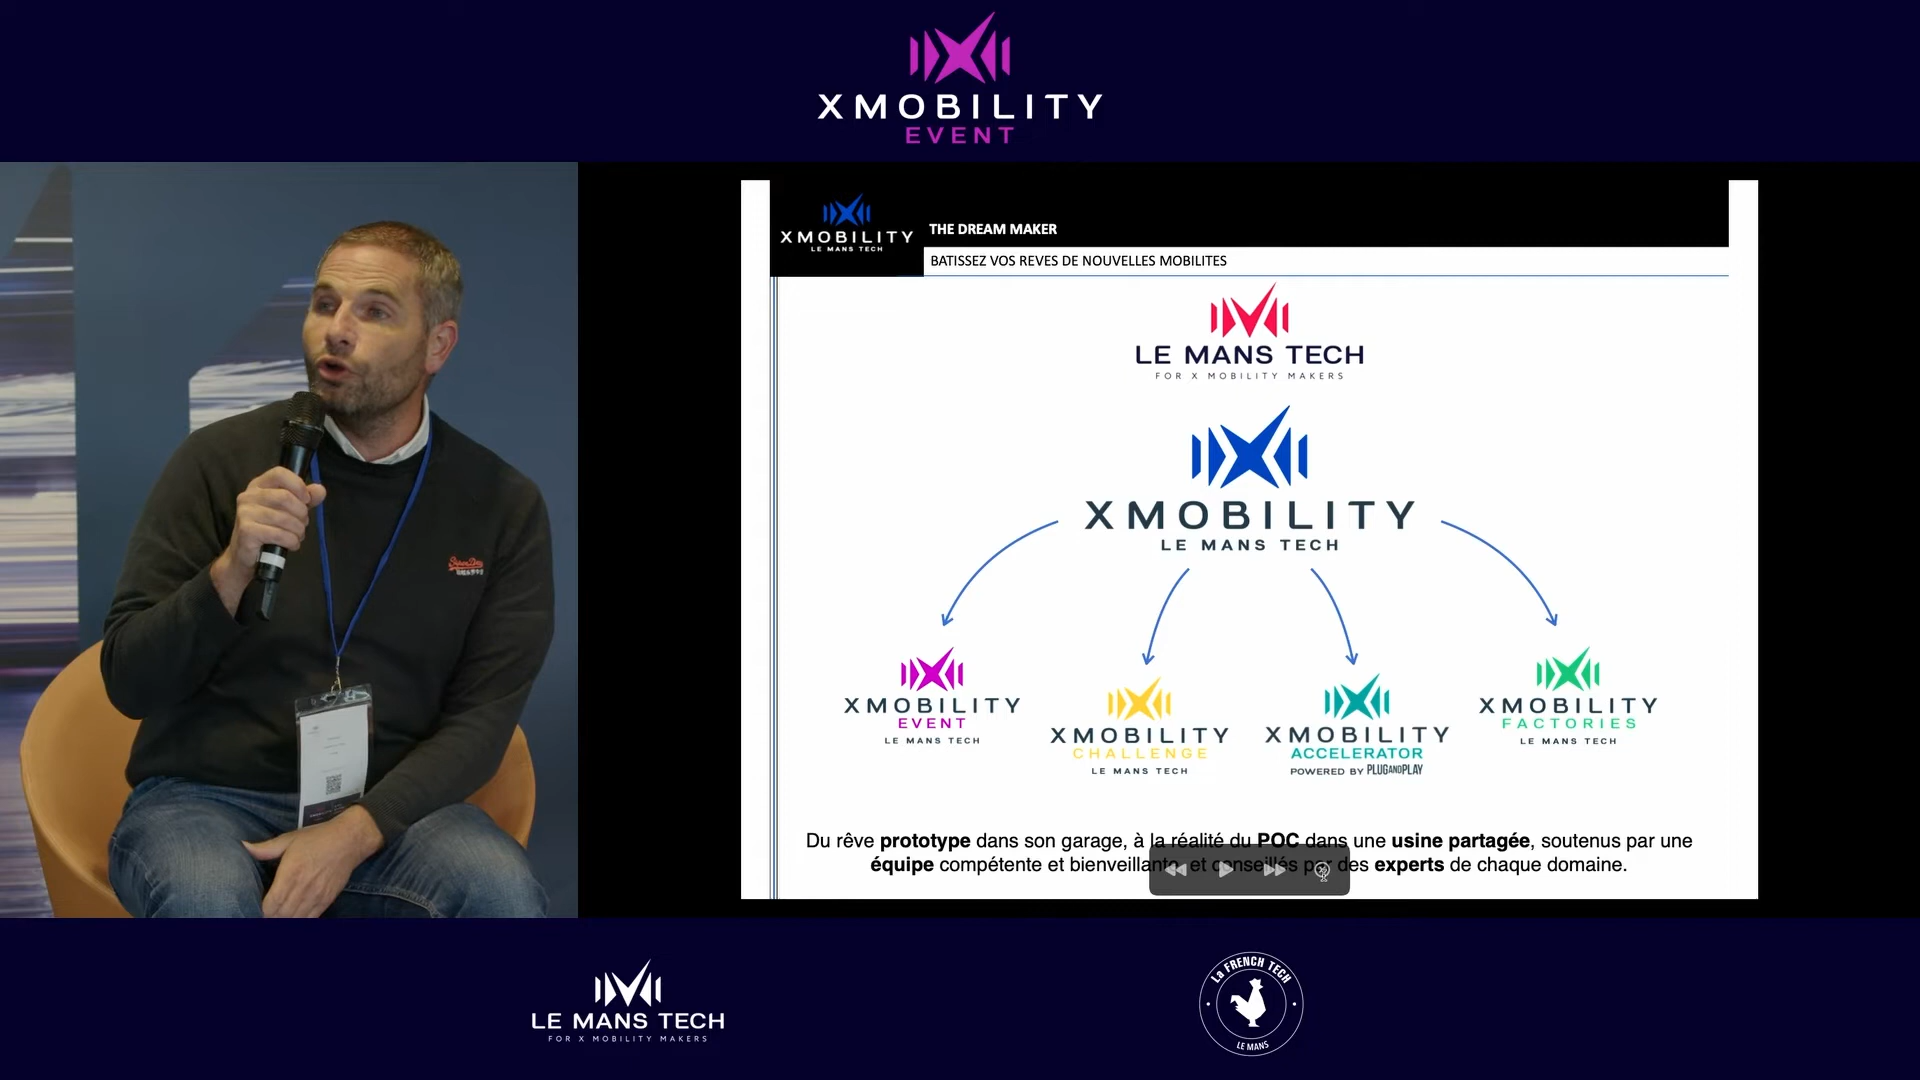 XMOBILITY
EVENT
XMOBILITY
LE MANS TECH
THE DREAM MAKER
BATISSEZ VOS REVES DE NOUVELLES MOBILITES
LE MANS TECH
FOR X MOBILITY MAKERS
XMOBILITY
LE MANS TECH
XMOBILITY
EVENT
LE MANS TECH
XMOBILITY
CHALLENGE
LE MANS TECH
XMOBILITY
ACCELERATOR
POWERED BY PLUGANDPLAY
XMOBILITY
FACTORIES
LE MANS TECH
Du rêve prototype dans son garage, à la réalité du POC dans une usine partagée, soutenus par une
équipe compétente et bienveillante, et conseillés par des experts de chaque domaine.
LE MANS TECH
FOR X MOBILITY MAKERS
La FRENCH TECH
LE MANS